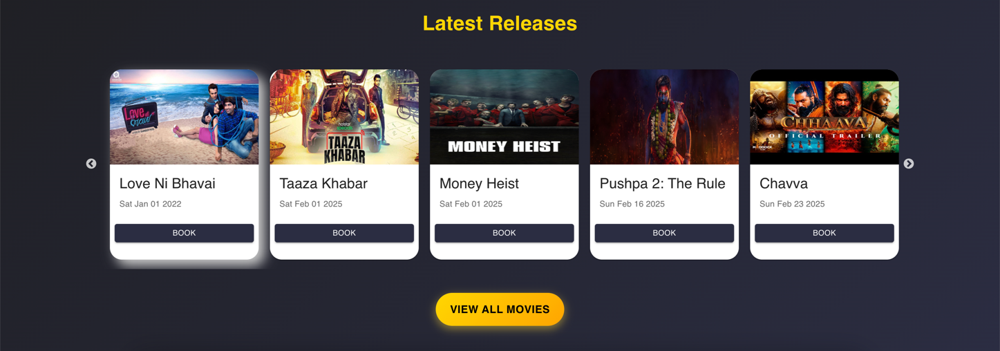 Latest Releases
Love Ni
Bhavai
hotstar
specials
TAAZA
KHABAR
MONEY HEIST
CHHAAVA
OFFICIAL TRAILER
MADDOCK
Love Ni Bhavai
Taaza Khabar
Money Heist
Pushpa 2: The Rule
Chavva
Sat Jan 01 2022
Sat Feb 01 2025
Sat Feb 01 2025
Sun Feb 16 2025
Sun Feb 23 2025
BOOK
BOOK
BOOK
BOOK
BOOK
VIEW ALL MOVIES